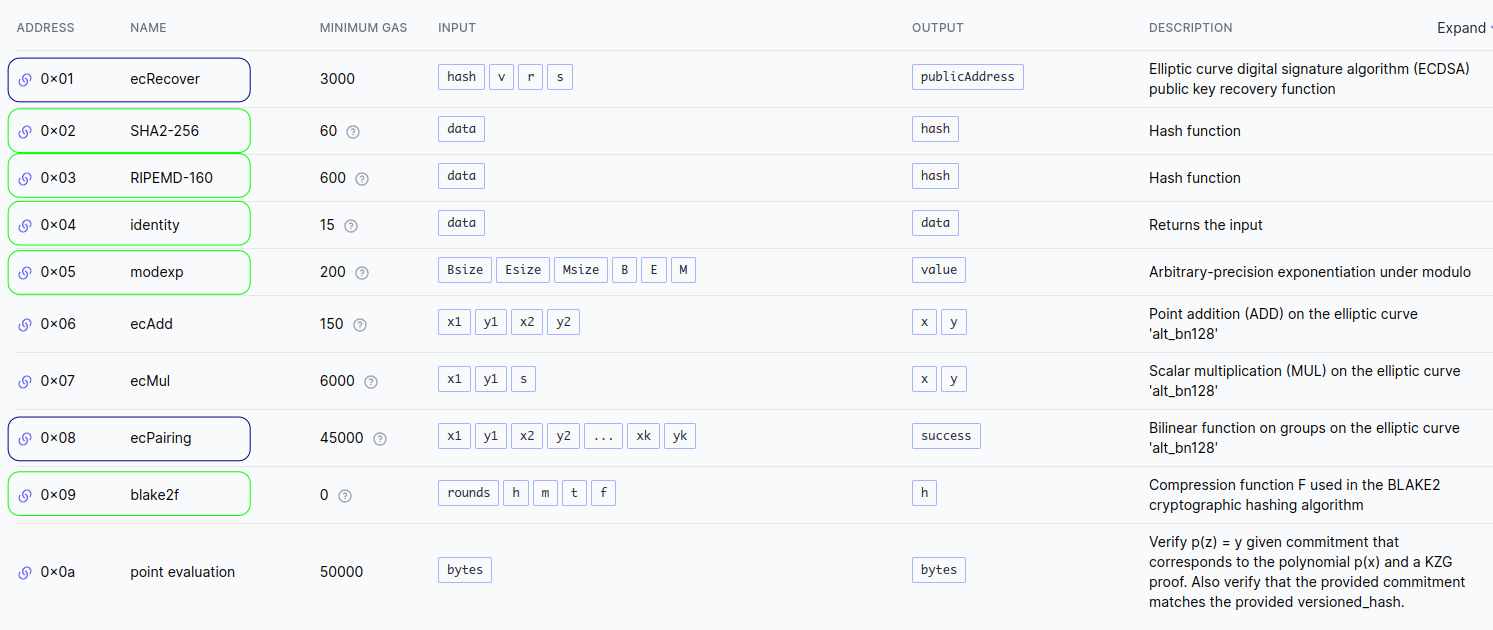 ADDRESS NAME MINIMUM GAS INPUT OUTPUT DESCRIPTION Expand
0x01 ecRecover 3000 hash v r s publicAddress Elliptic curve digital signature algorithm (ECDSA)
public key recovery function
0x02 SHA2-256 60 ? data hash Hash function
0x03 RIPEMD-160 600 ? data hash Hash function
0x04 identity 15 ? data data Returns the input
0x05 modexp 200 ? Bsize Esize Msize B E M value Arbitrary-precision exponentiation under modulo
0x06 ecAdd 150 ? x1 y1 x2 y2 x y Point addition (ADD) on the elliptic curve
'alt_bn128'
0x07 ecMul 6000 ? x1 y1 s x y Scalar multiplication (MUL) on the elliptic curve
'alt_bn128'
0x08 ecPairing 45000 ? x1 y1 x2 y2 ... xk yk success Bilinear function on groups on the elliptic curve
'alt_bn128'
0x09 blake2f 0 ? rounds h m t f h Compression function F used in the BLAKE2
cryptographic hashing algorithm
0x0a point evaluation 50000 bytes bytes Verify p(z) = y given commitment that
corresponds to the polynomial p(x) and a KZG
proof. Also verify that the provided commitment
matches the provided versioned_hash.